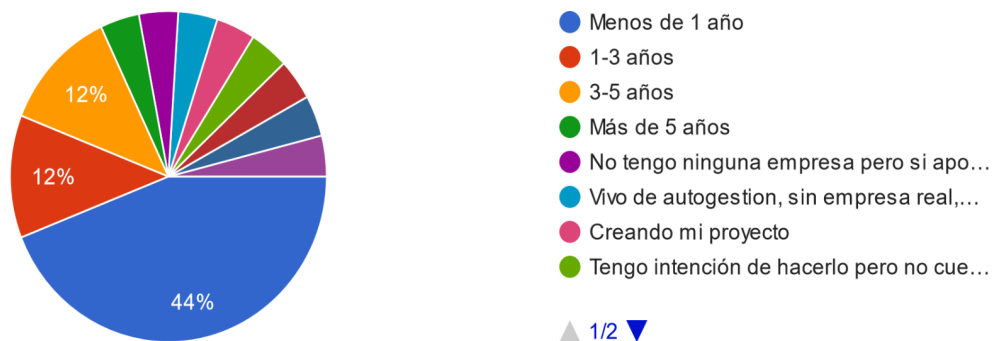 12%
12%
44%
Menos de 1 año
1-3 años
3-5 años
Más de 5 años
No tengo ninguna empresa pero si apo...
Vivo de autogestion, sin empresa real,...
Creando mi proyecto
Tengo intención de hacerlo pero no cue...
1/2